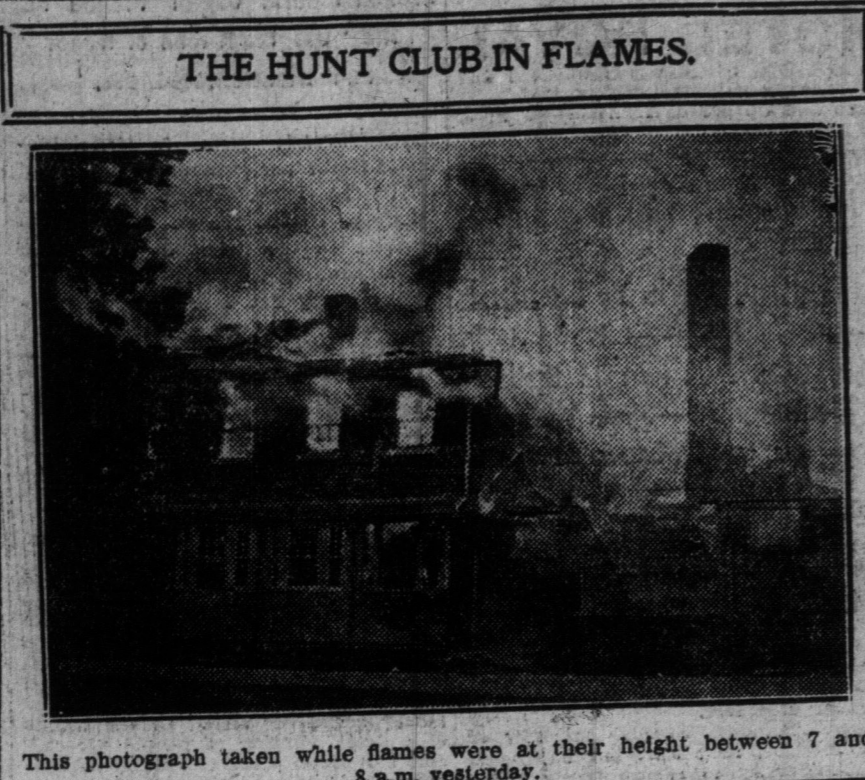 THE HUNT CLUB IN FLAMES.
This photograph taken while flames were at their height between 7 and
8 a.m. yesterday.